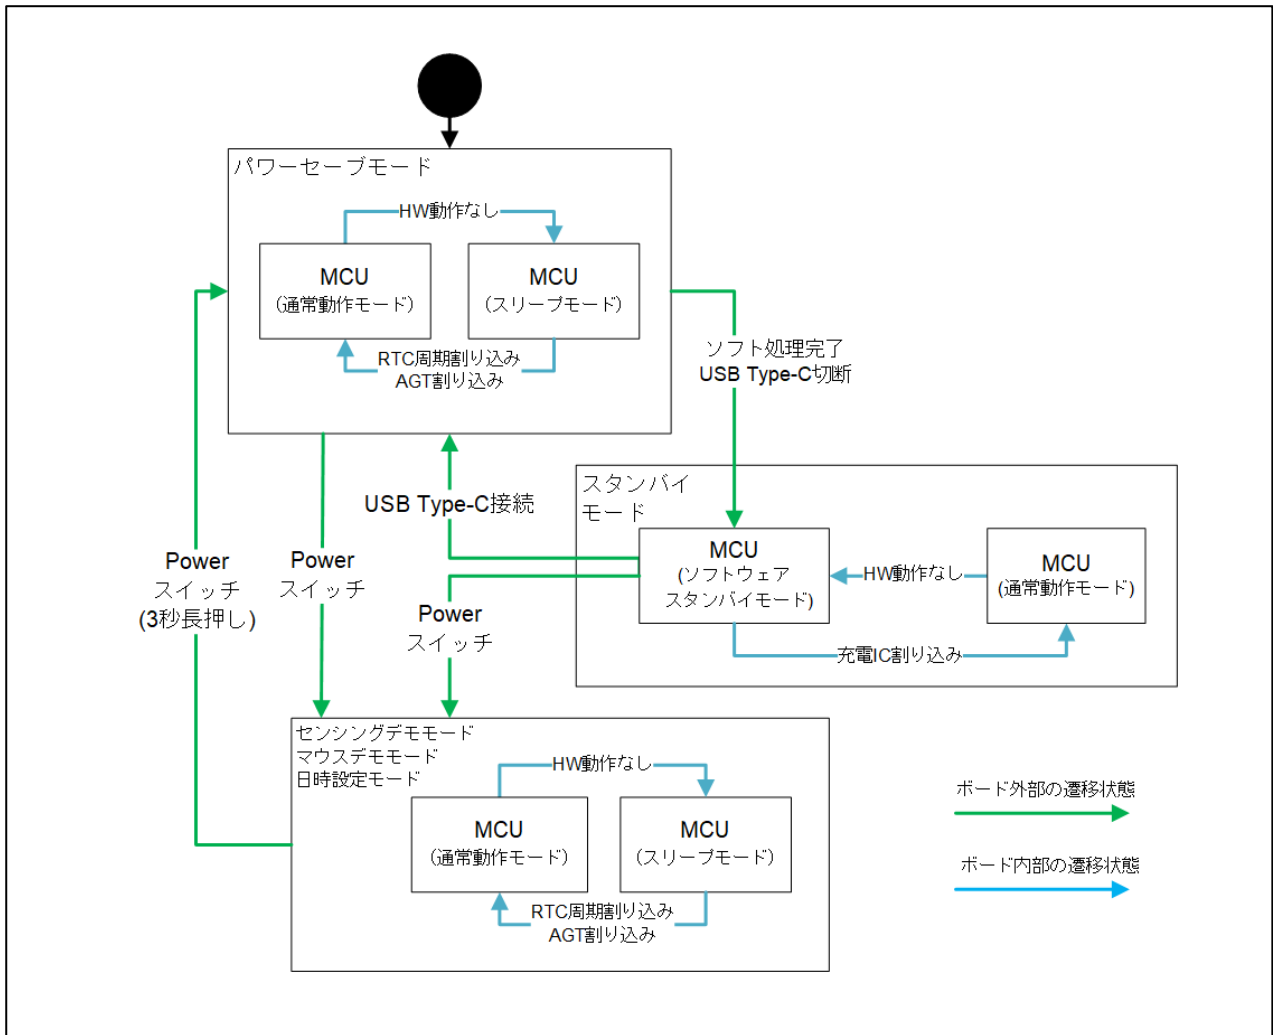 パワーセーブモード
HW動作なし
MCU
(通常動作モード)
MCU
(スリープモード)
RTC周期割り込み
AGT割り込み
ソフト処理完了
USB Type-C切断
USB Type-C接続
スタンバイ
モード
MCU
(ソフトウェア
スタンバイモード)
HW動作なし
MCU
(通常動作モード)
充電IC割り込み
Power
スイッチ
(3秒長押し)
Power
スイッチ
Power
スイッチ
センシングデモモード
マウスデモモード
日時設定モード
HW動作なし
MCU
(通常動作モード)
MCU
(スリープモード)
RTC周期割り込み
AGT割り込み
ボード外部の遷移状態
ボード内部の遷移状態